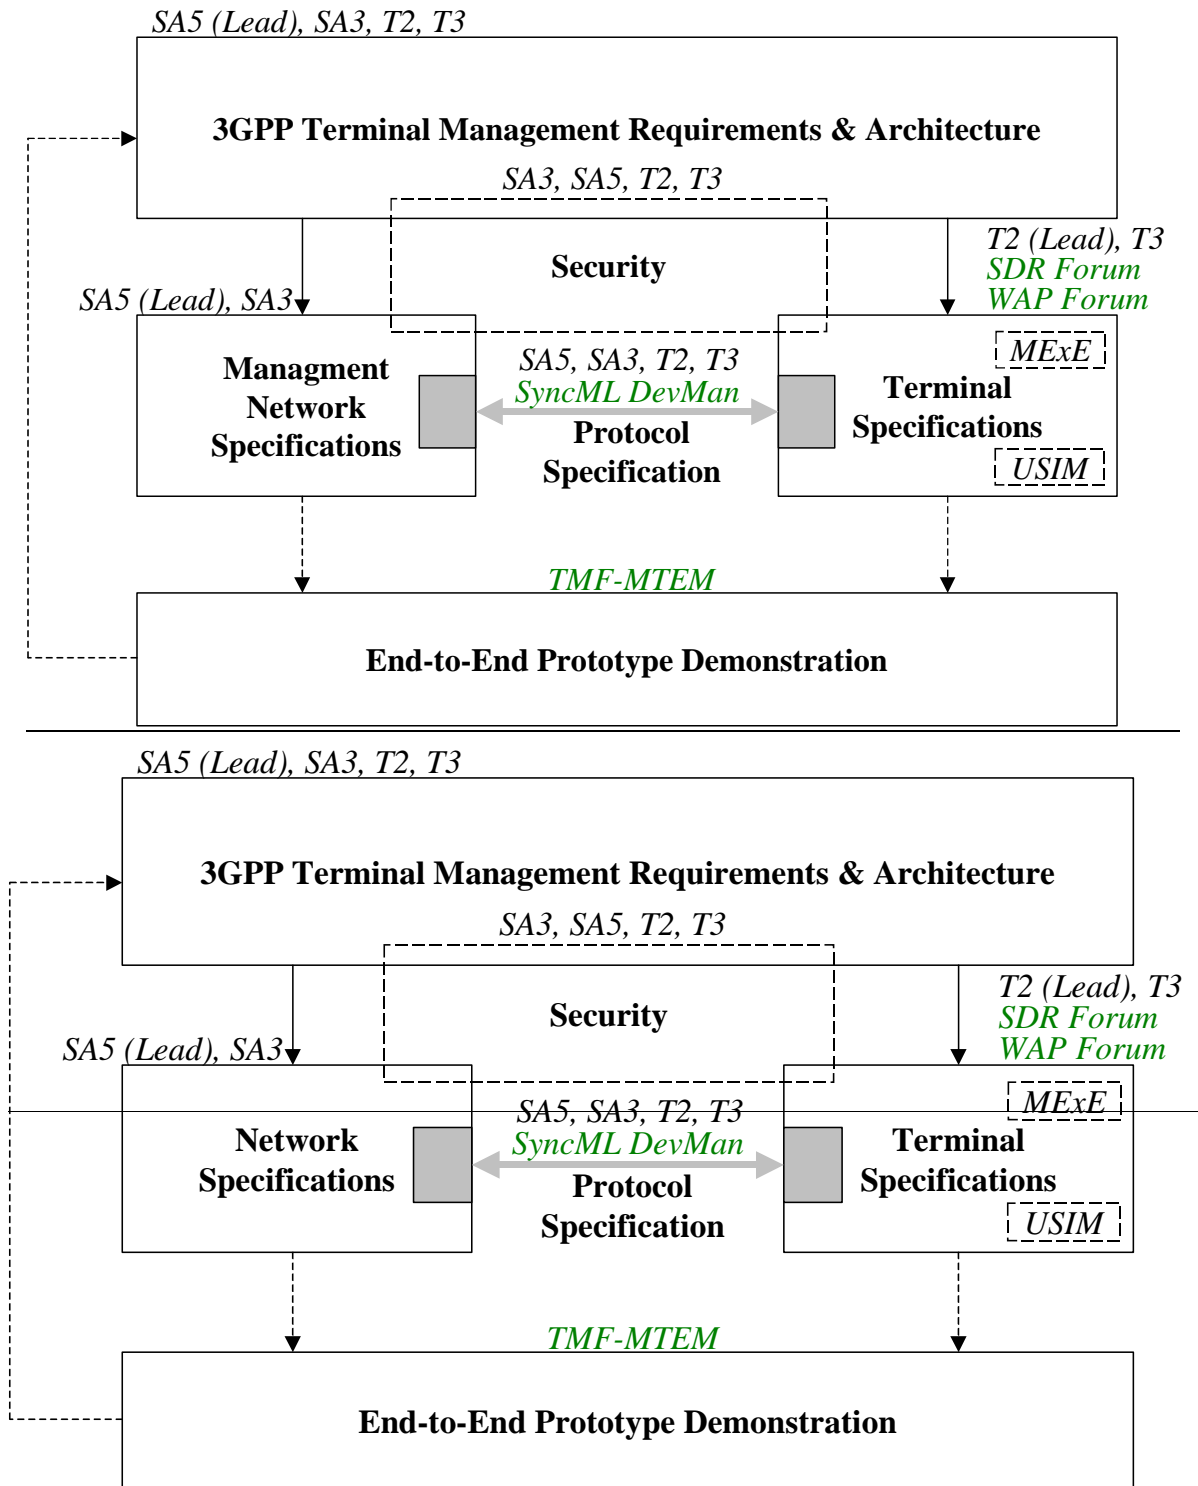 SA5 (Lead), SA3, T2, T3
3GPP Terminal Management Requirements & Architecture
SA3, SA5, T2, T3
Security
T2 (Lead), T3
SDR Forum
WAP Forum
SA5 (Lead), SA3
Managment
Network
Specifications
SA5, SA3, T2, T3
SyncML DevMan
Protocol
Specification
MExE
Terminal
Specifications
USIM
TMF-MTEM
End-to-End Prototype Demonstration
SA5 (Lead), SA3, T2, T3
3GPP Terminal Management Requirements & Architecture
SA3, SA5, T2, T3
Security
T2 (Lead), T3
SDR Forum
WAP Forum
SA5 (Lead), SA3
Network
Specifications
SA5, SA3, T2, T3
SyncML DevMan
Protocol
Specification
MExE
Terminal
Specifications
USIM
TMF-MTEM
End-to-End Prototype Demonstration